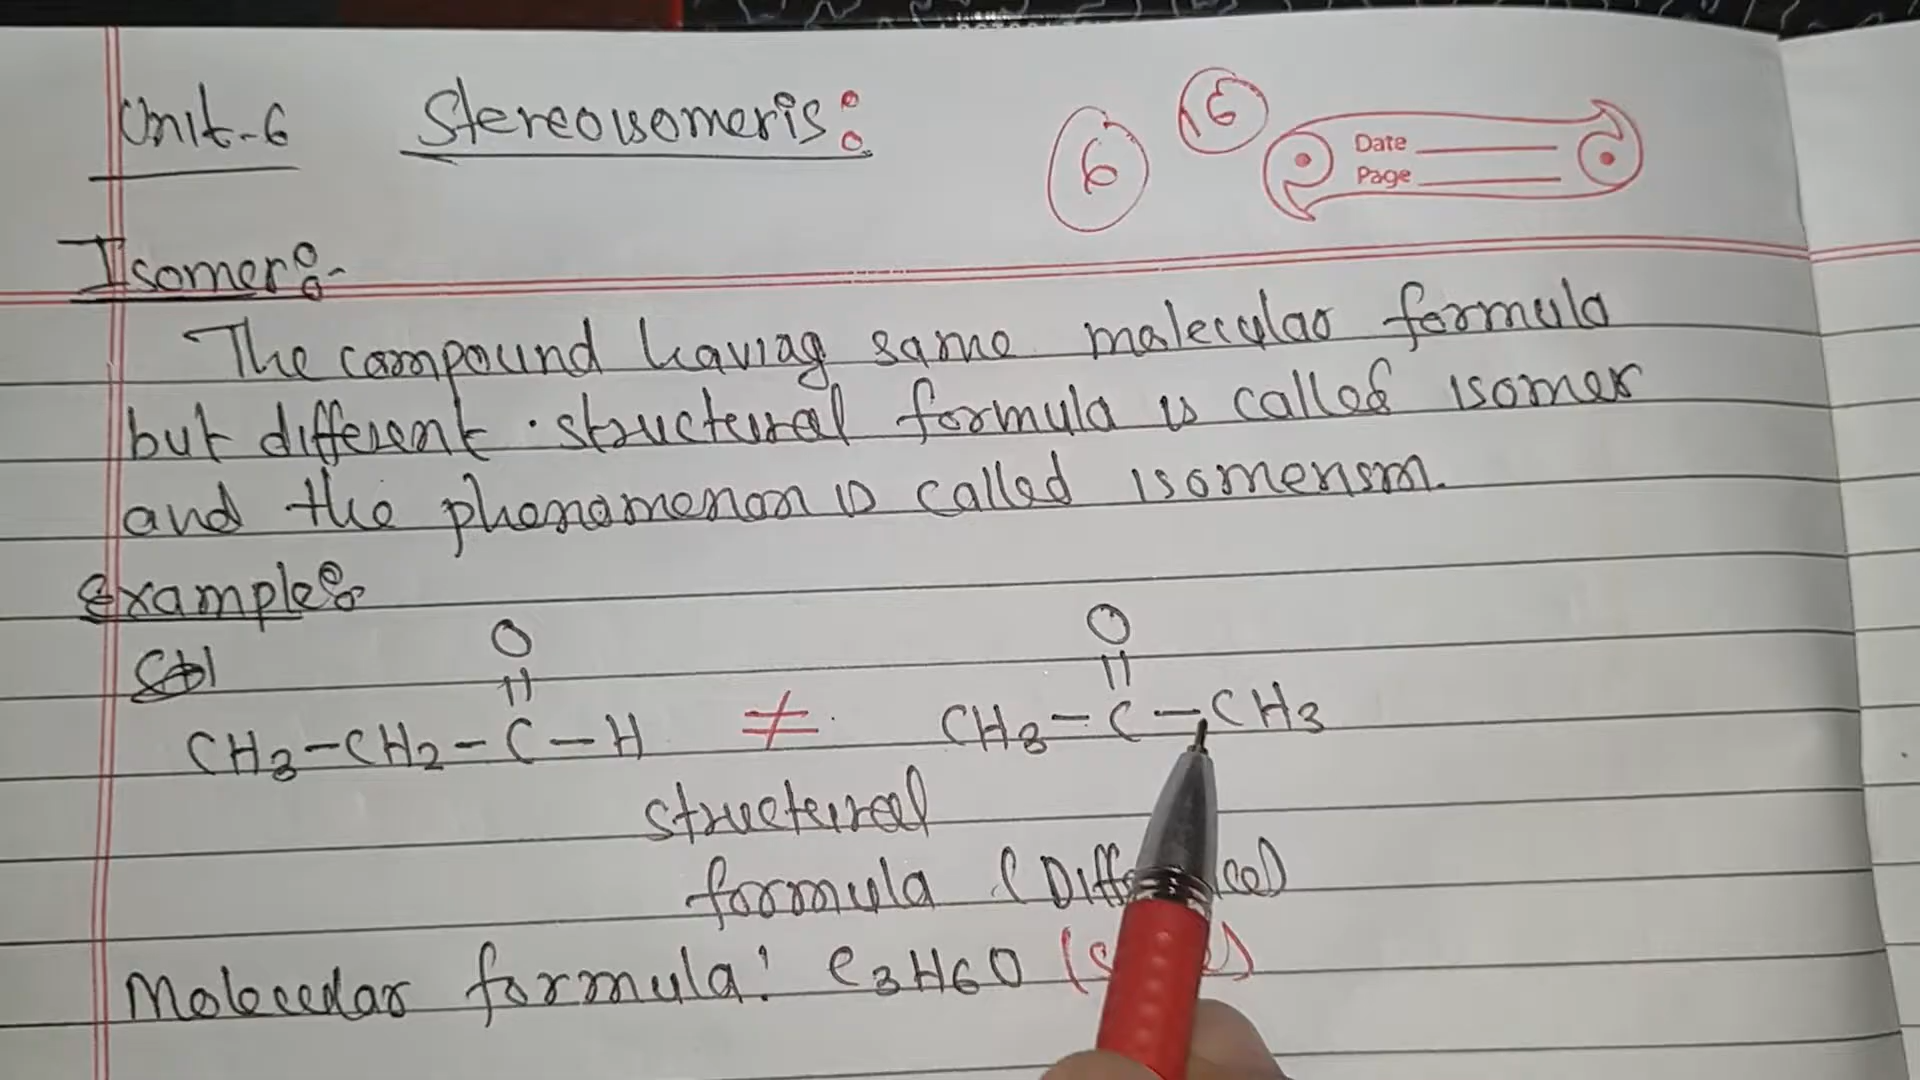 Unit-6 Stereoisomeris:
6 6
Date
Page
Isomer:-
The compound having same molecular formula
but different structural formula is called isomer
and the phenomenon is called isomerism.
Example:
O O
|| ||
CH3-CH2-C-H ≠ CH3-C-CH3
structural
formula
Molecular formula: C3H6O